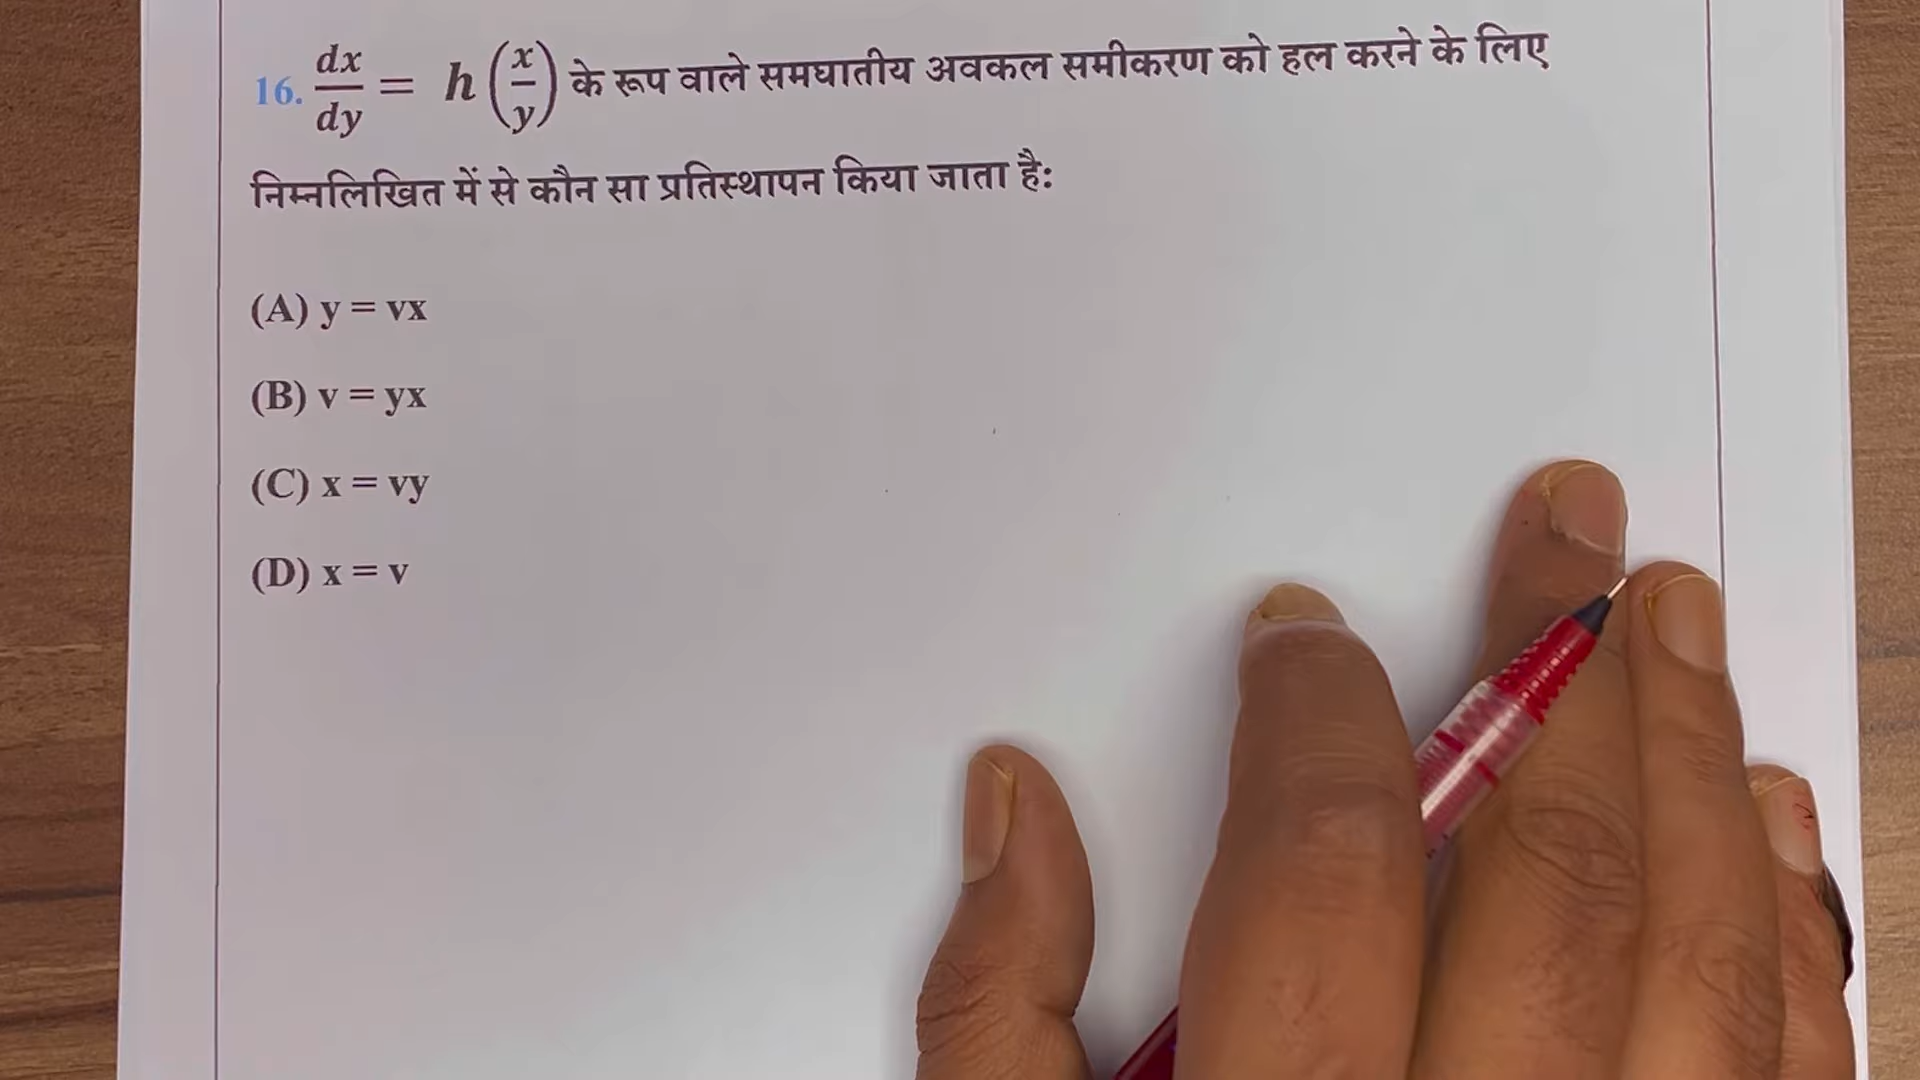 16. dx/dy = h(x/y) के रूप वाले समघातीय अवकल समीकरण को हल करने के लिए
निम्नलिखित में से कौन सा प्रतिस्थापन किया जाता है:
(A) y = vx
(B) v = yx
(C) x = vy
(D) x = v